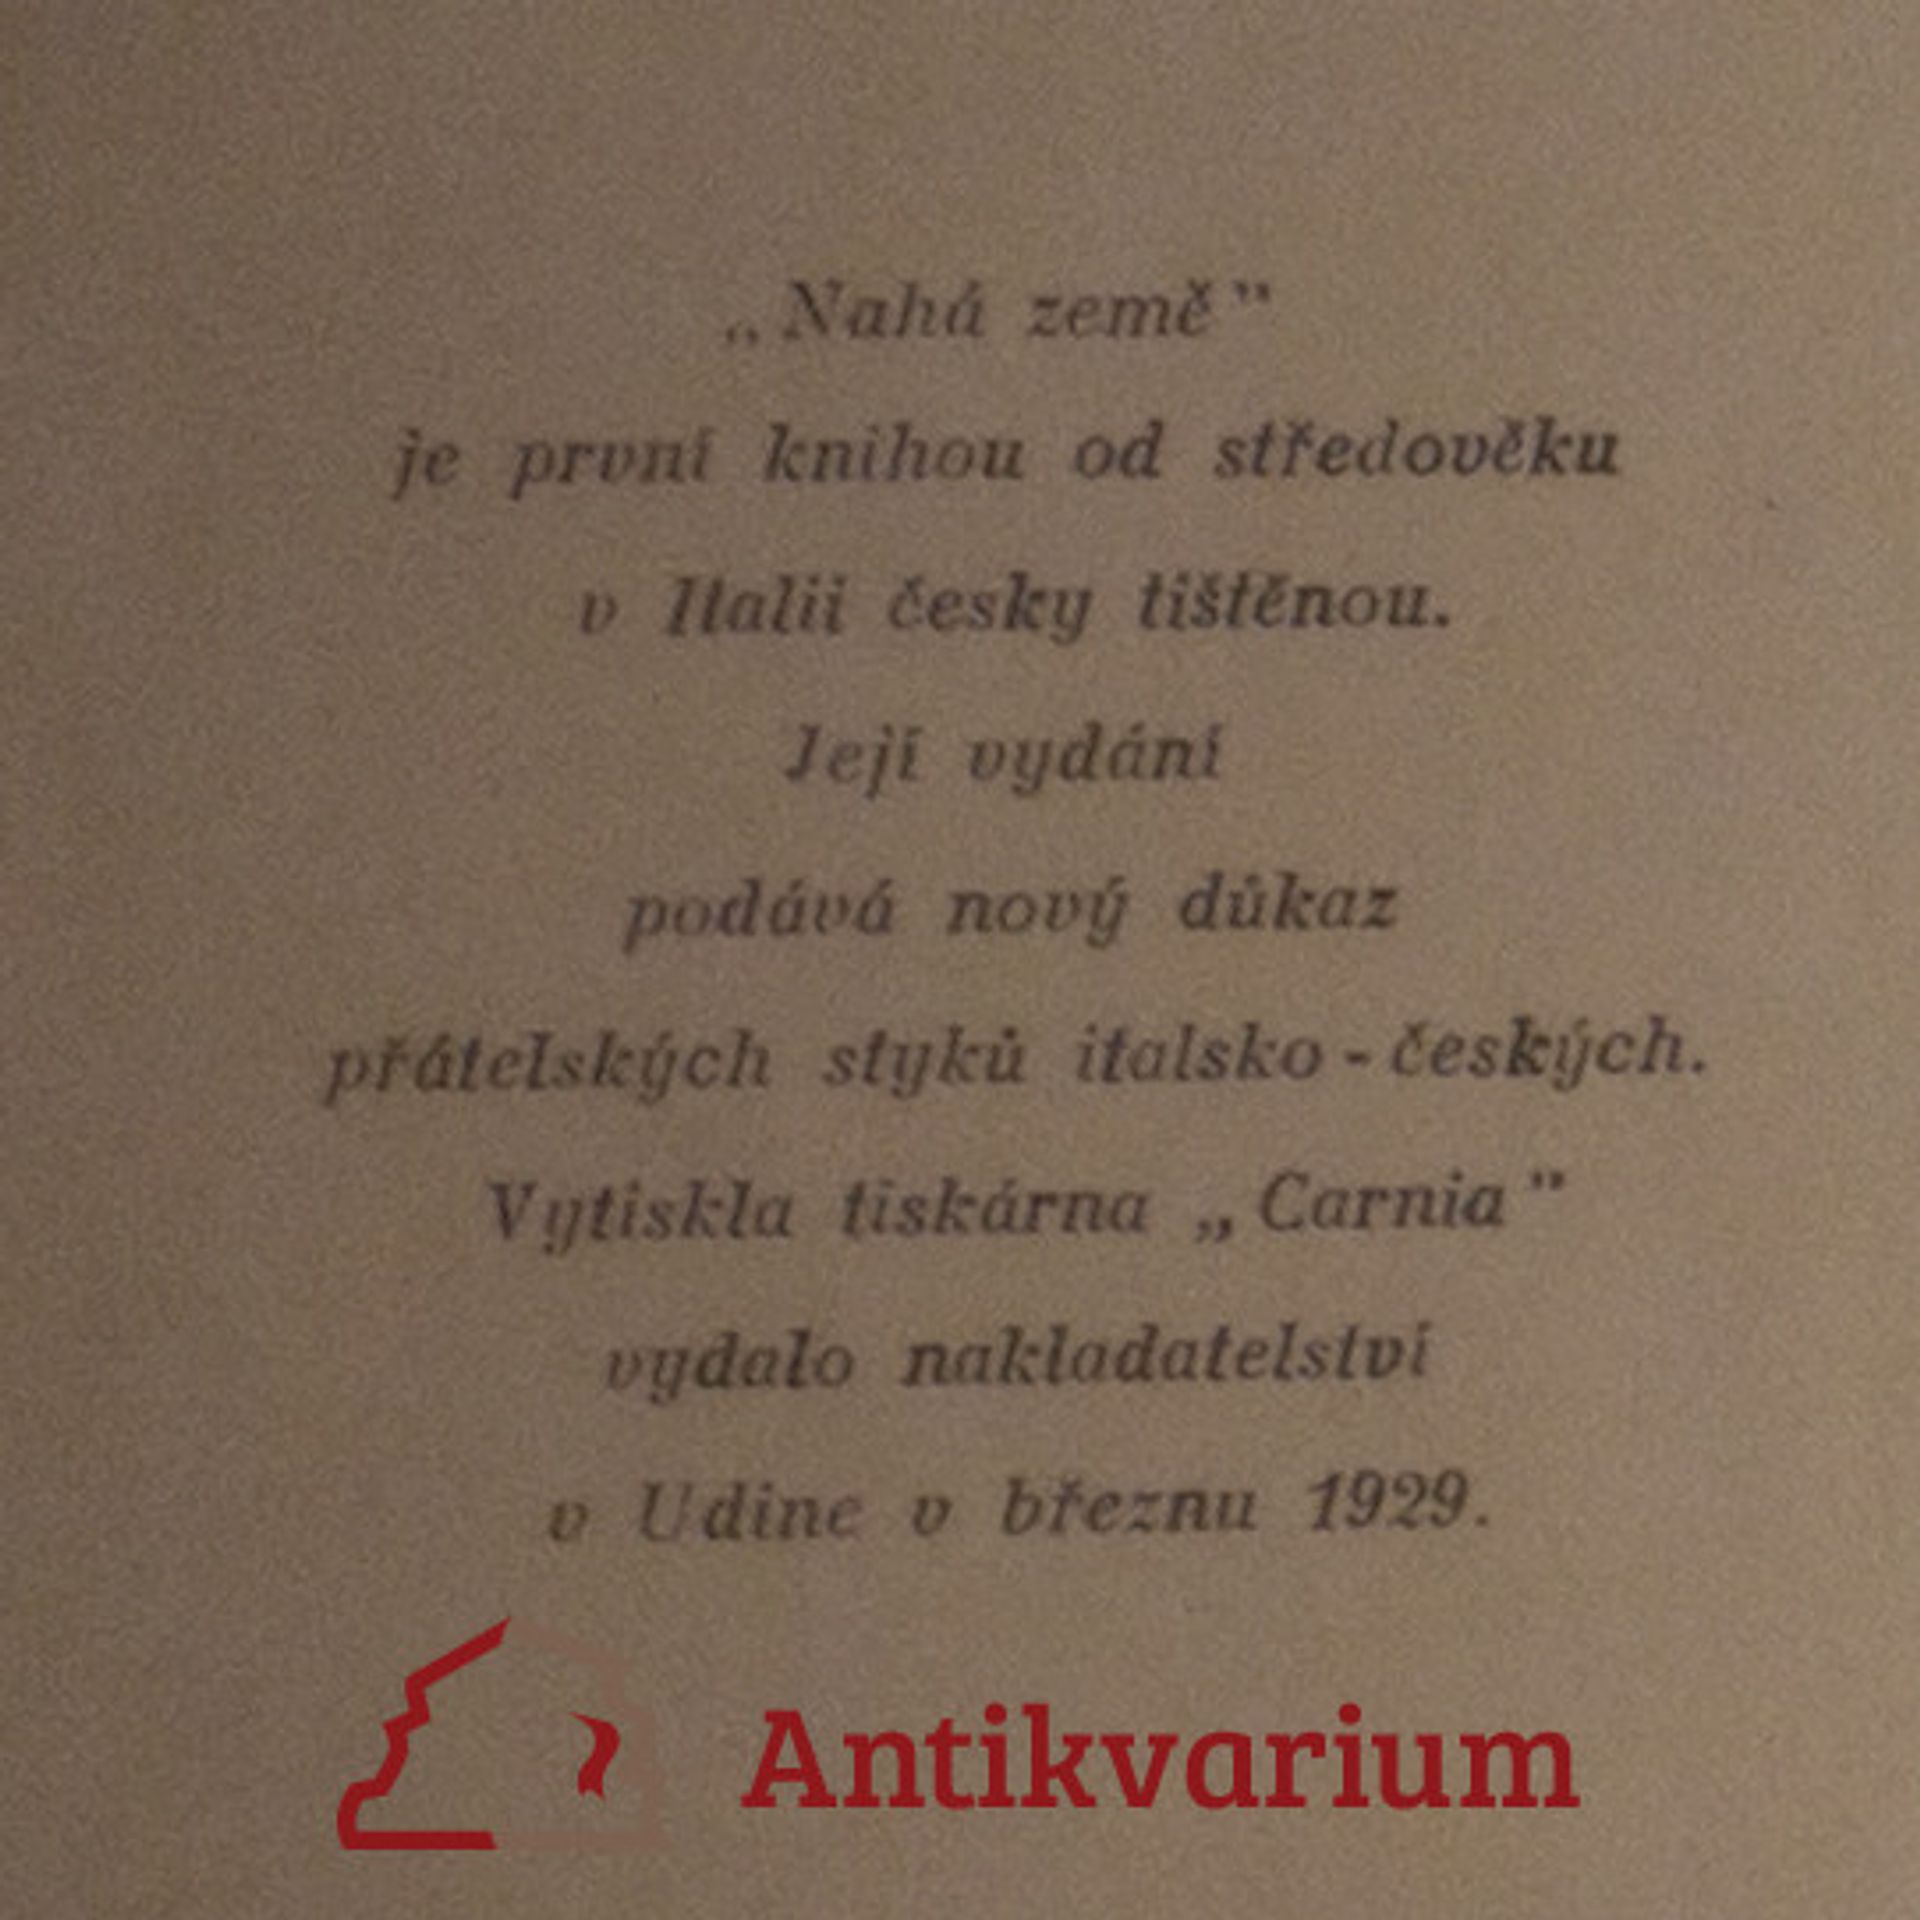 „Nahá země”
je první knihou od středověku
v Italii česky tištěnou.
Její vydání
podává nový důkaz
přátelských styků italsko-českých.
Vytiskla tiskárna „Carnia”
vydalo nakladatelství
v Udine v březnu 1929.
Antikvarium